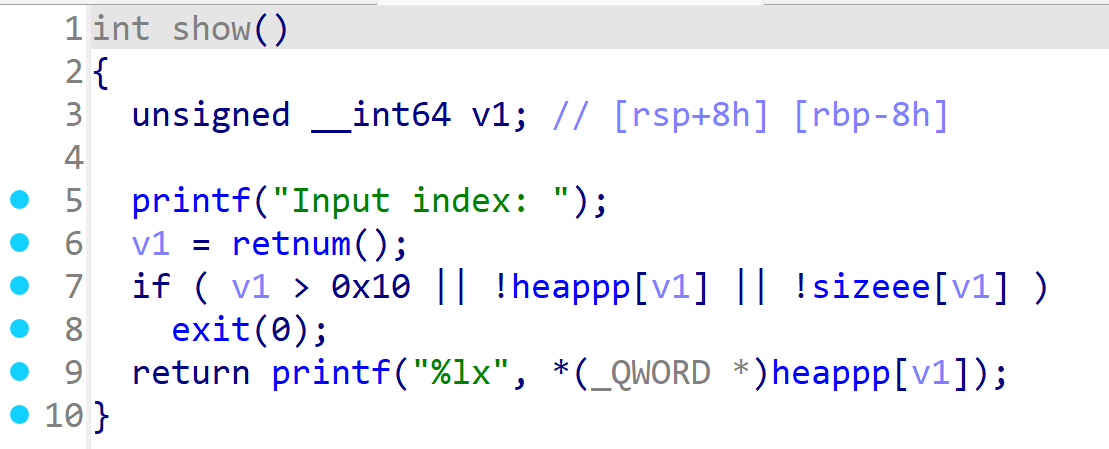 1 int show()
2 {
3   unsigned __int64 v1; // [rsp+8h] [rbp-8h]
4
5   printf("Input index: ");
6   v1 = retnum();
7   if ( v1 > 0x10 || !heappp[v1] || !sizeee[v1] )
8     exit(0);
9   return printf("%lx", *(_QWORD *)heappp[v1]);
10 }